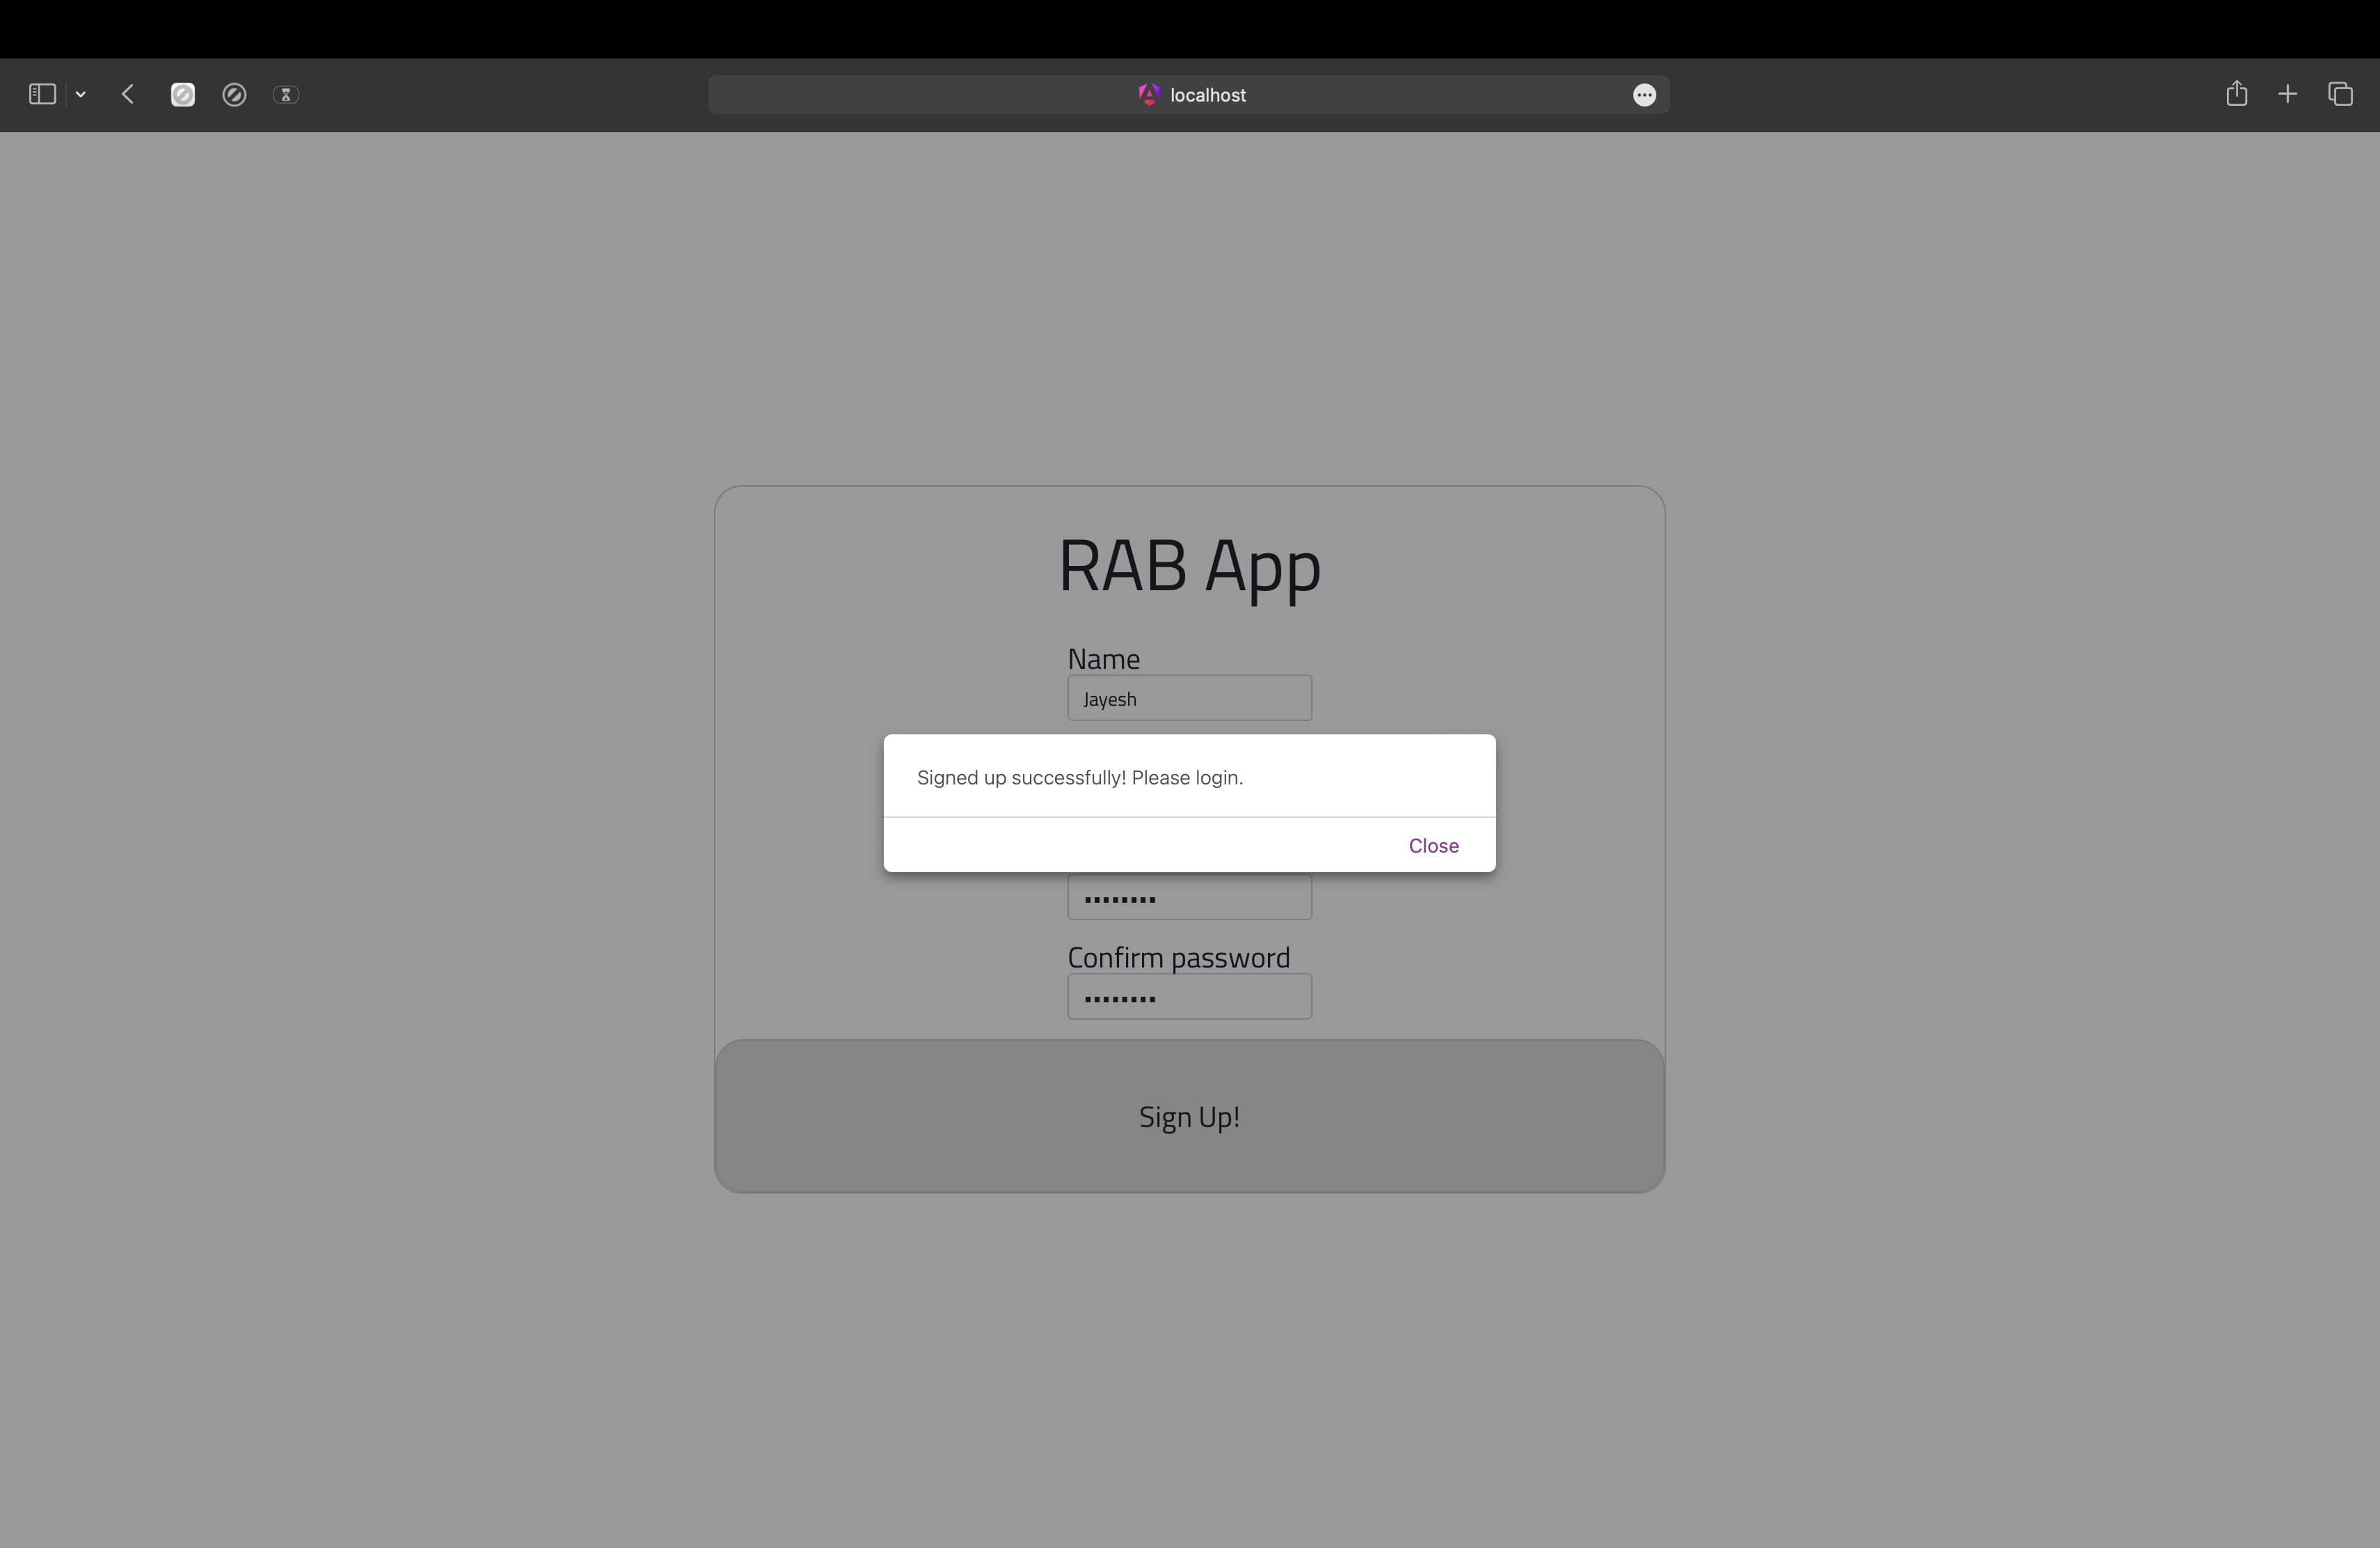 localhost
RAB App
Name
Jayesh
Signed up successfully! Please login.
Close
Confirm password
Sign Up!